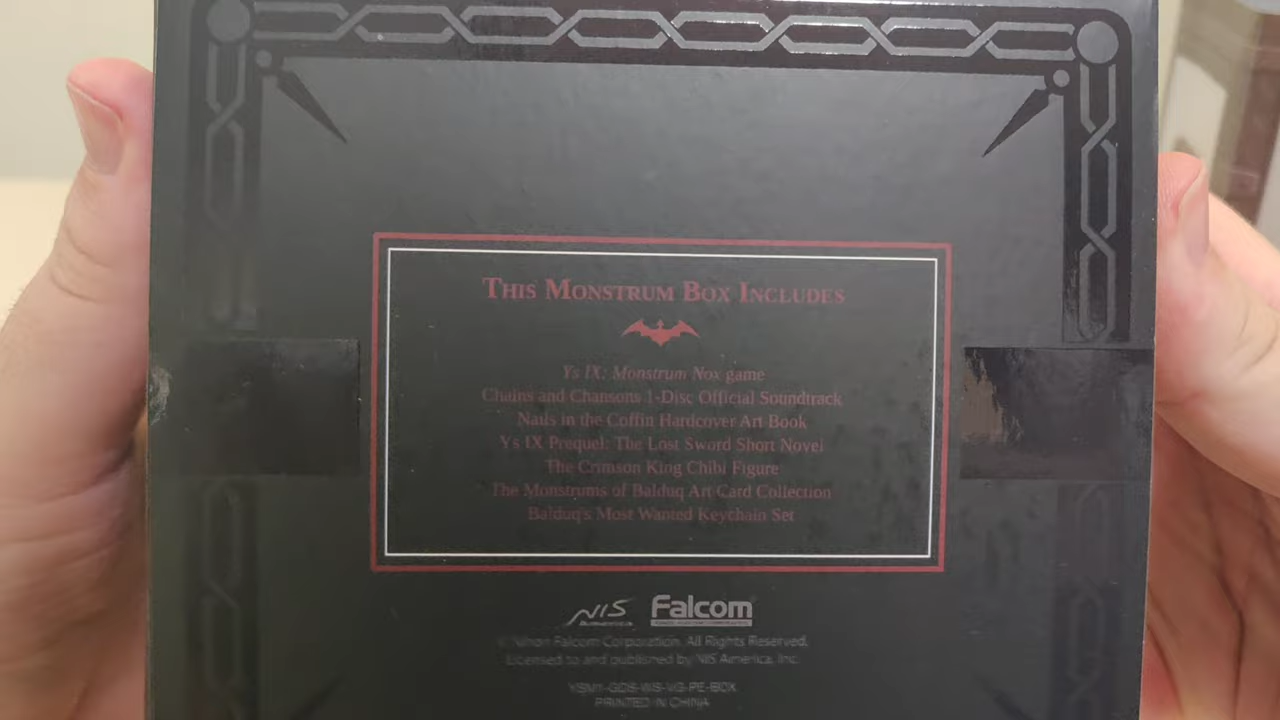 This Monstrum Box Includes
Ys IX: Monstrum Nox game
Chains and Chansons 1-Disc Official Soundtrack
Nails in the Coffin Hardcover Art Book
Ys IX Prequel: The Lost Sword Short Novel
The Crimson King Chibi Figure
The Monstrums of Balduq Art Card Collection
Balduq's Most Wanted Keychain Set
NIS America Falcom
© Nihon Falcom Corporation. All Rights Reserved.
Licensed to and published by NIS America, Inc.
PRINTED IN CHINA